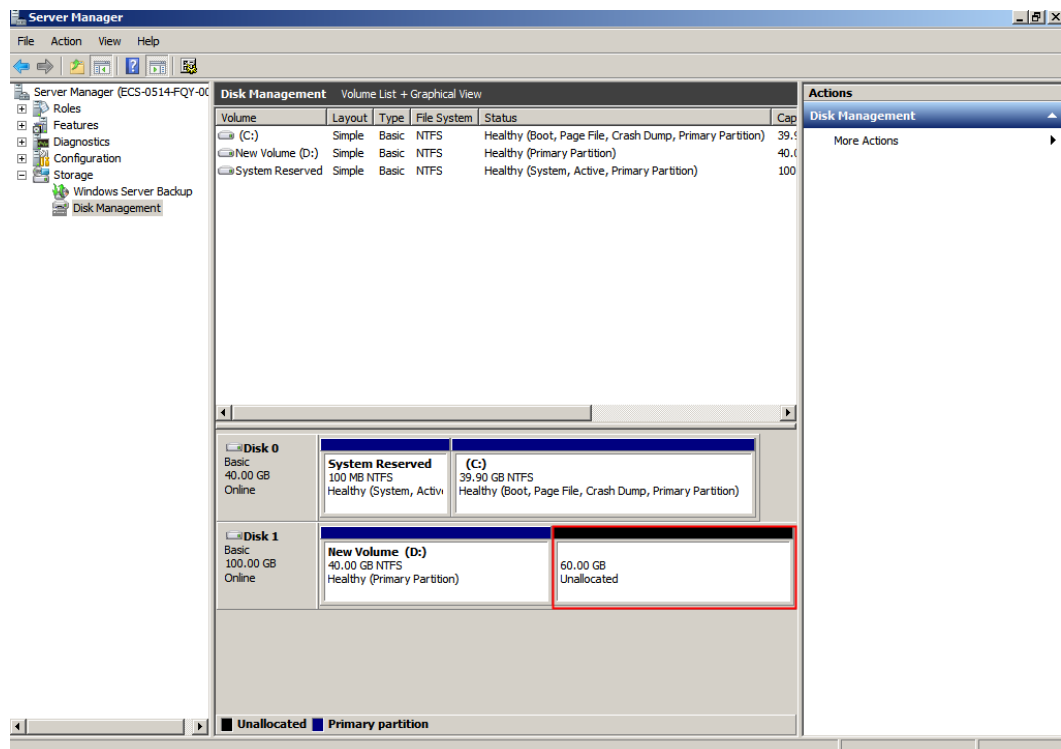 Server Manager
File Action View Help
Server Manager (ECS-0514-FQY-00
Roles
Features
Diagnostics
Configuration
Storage
Windows Server Backup
Disk Management
Disk Management Volume List + Graphical View
Volume Layout Type File System Status Cap
(C:) Simple Basic NTFS Healthy (Boot, Page File, Crash Dump, Primary Partition) 39.9
New Volume (D:) Simple Basic NTFS Healthy (Primary Partition) 40.0
System Reserved Simple Basic NTFS Healthy (System, Active, Primary Partition) 100
Disk 0
Basic
40.00 GB
Online
System Reserved
100 MB NTFS
Healthy (System, Active
(C:)
39.90 GB NTFS
Healthy (Boot, Page File, Crash Dump, Primary Partition)
Disk 1
Basic
100.00 GB
Online
New Volume (D:)
40.00 GB NTFS
Healthy (Primary Partition)
60.00 GB
Unallocated
Unallocated Primary partition
Actions
Disk Management
More Actions